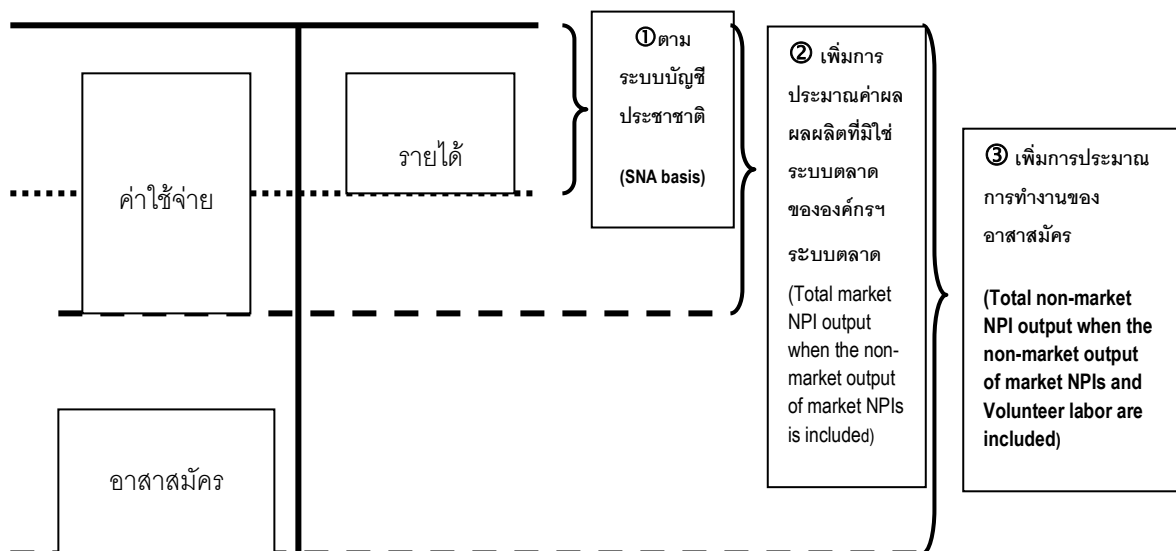 ค่าใช้จ่าย
รายได้
อาสาสมัคร
①ตาม
ระบบบัญชี
ประชาชาติ
(SNA basis)
② เพิ่มการ
ประมาณค่าผล
ผลผลิตที่มิใช่
ระบบตลาด
ขององค์กรฯ
ระบบตลาด
(Total market
NPI output
when the non-
market output
of market NPIs
is included)
③ เพิ่มการประมาณ
การทำงานของ
อาสาสมัคร
(Total non-market
NPI output when the
non-market output
of market NPIs and
Volunteer labor are
included)